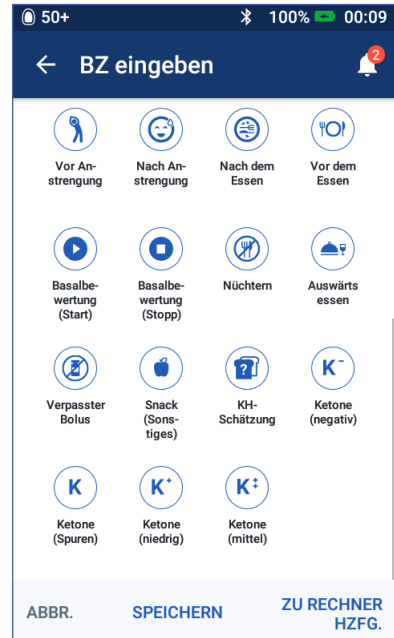 50+ 100% 00:09
BZ eingeben 2
Vor An- Nach An- Nach dem Vor dem
strengung strengung Essen Essen
Basalbe- Basalbe- Nüchtern Auswärts
wertung wertung essen
(Start) (Stopp)
? K-
Verpasster Snack KH- Ketone
Bolus (Sons- Schätzung (negativ)
tiges)
K K+ K‡
Ketone Ketone Ketone
(Spuren) (niedrig) (mittel)
ABBR. SPEICHERN ZU RECHNER
HZFG.